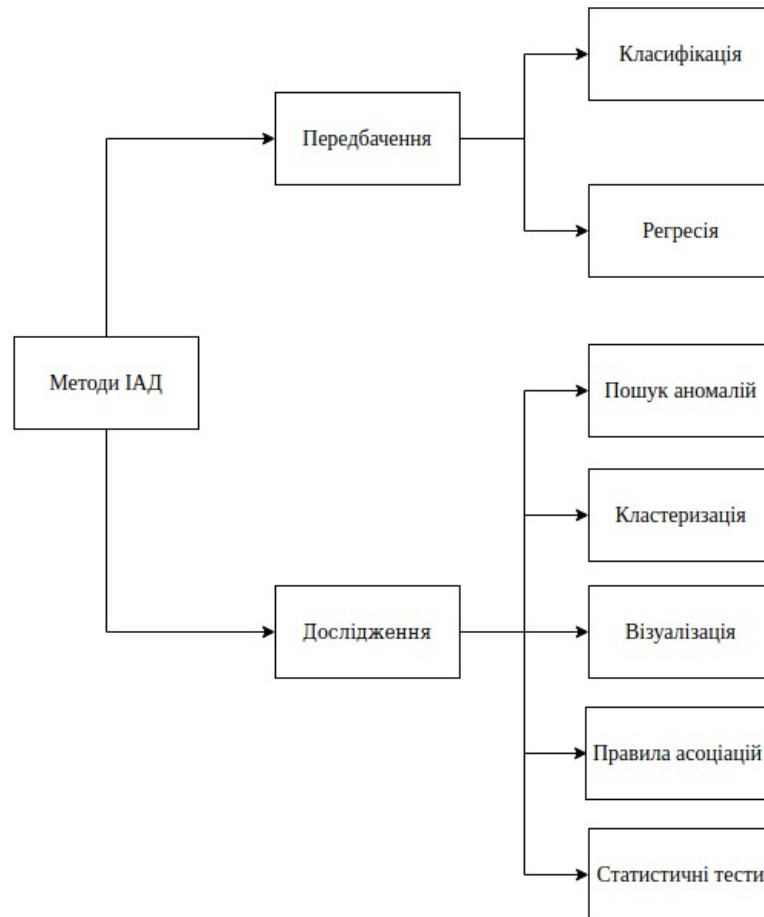 Класифікація
Передбачення
Регресія
Методи ІАД
Пошук аномалій
Кластеризація
Дослідження
Візуалізація
Правила асоціацій
Статистичні тести